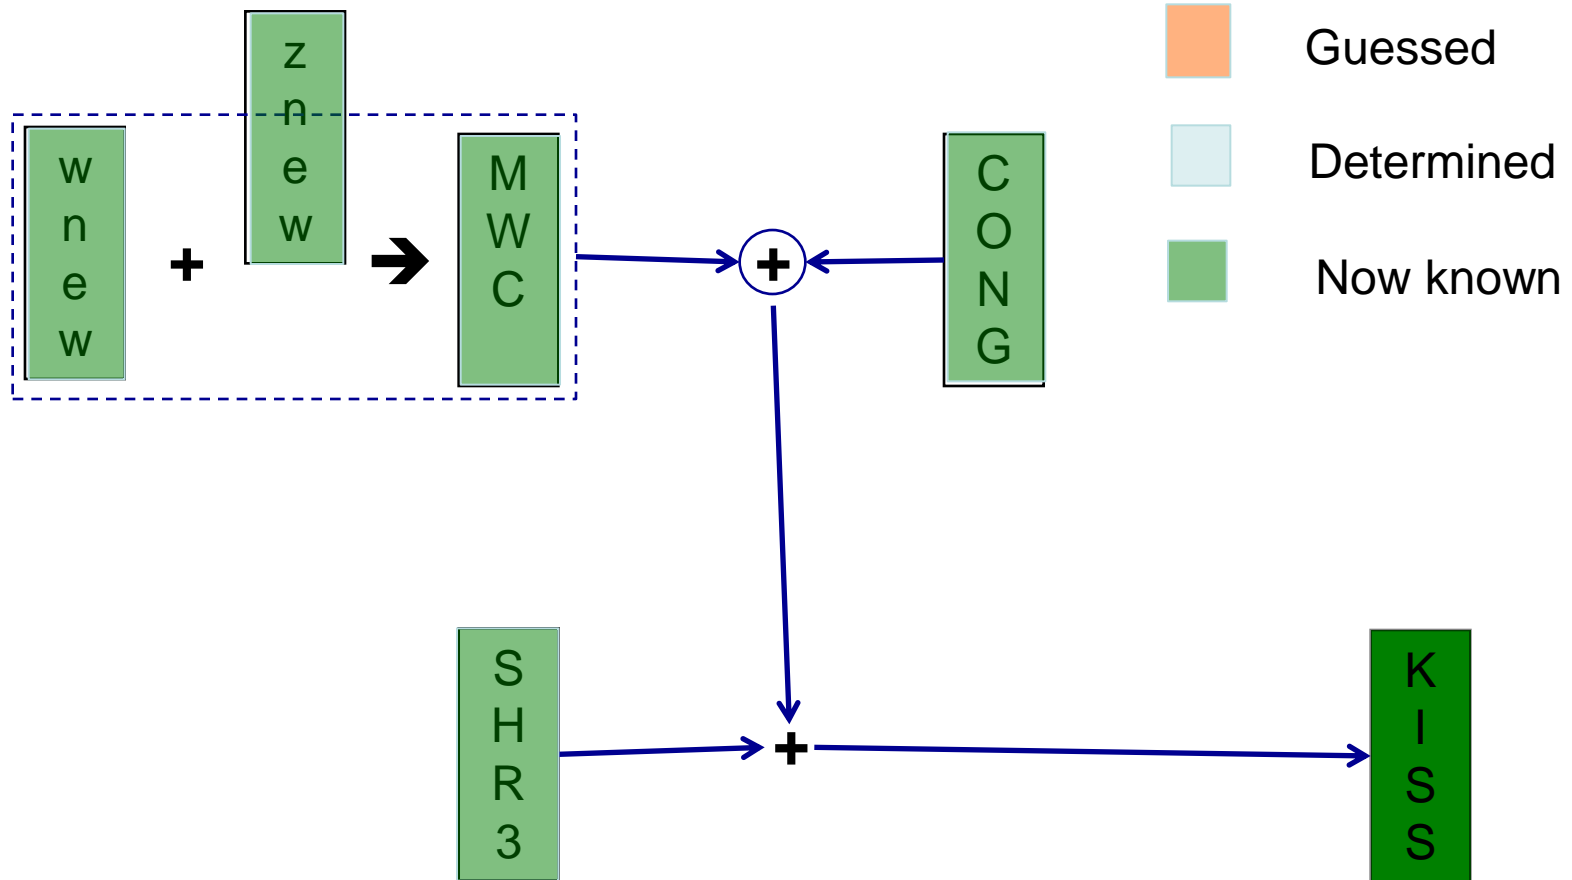 z
n
e
w
w
n
e
w
+
➔
M
W
C
+
C
O
N
G
Guessed
Determined
Now known
S
H
R
3
+
K
I
S
S